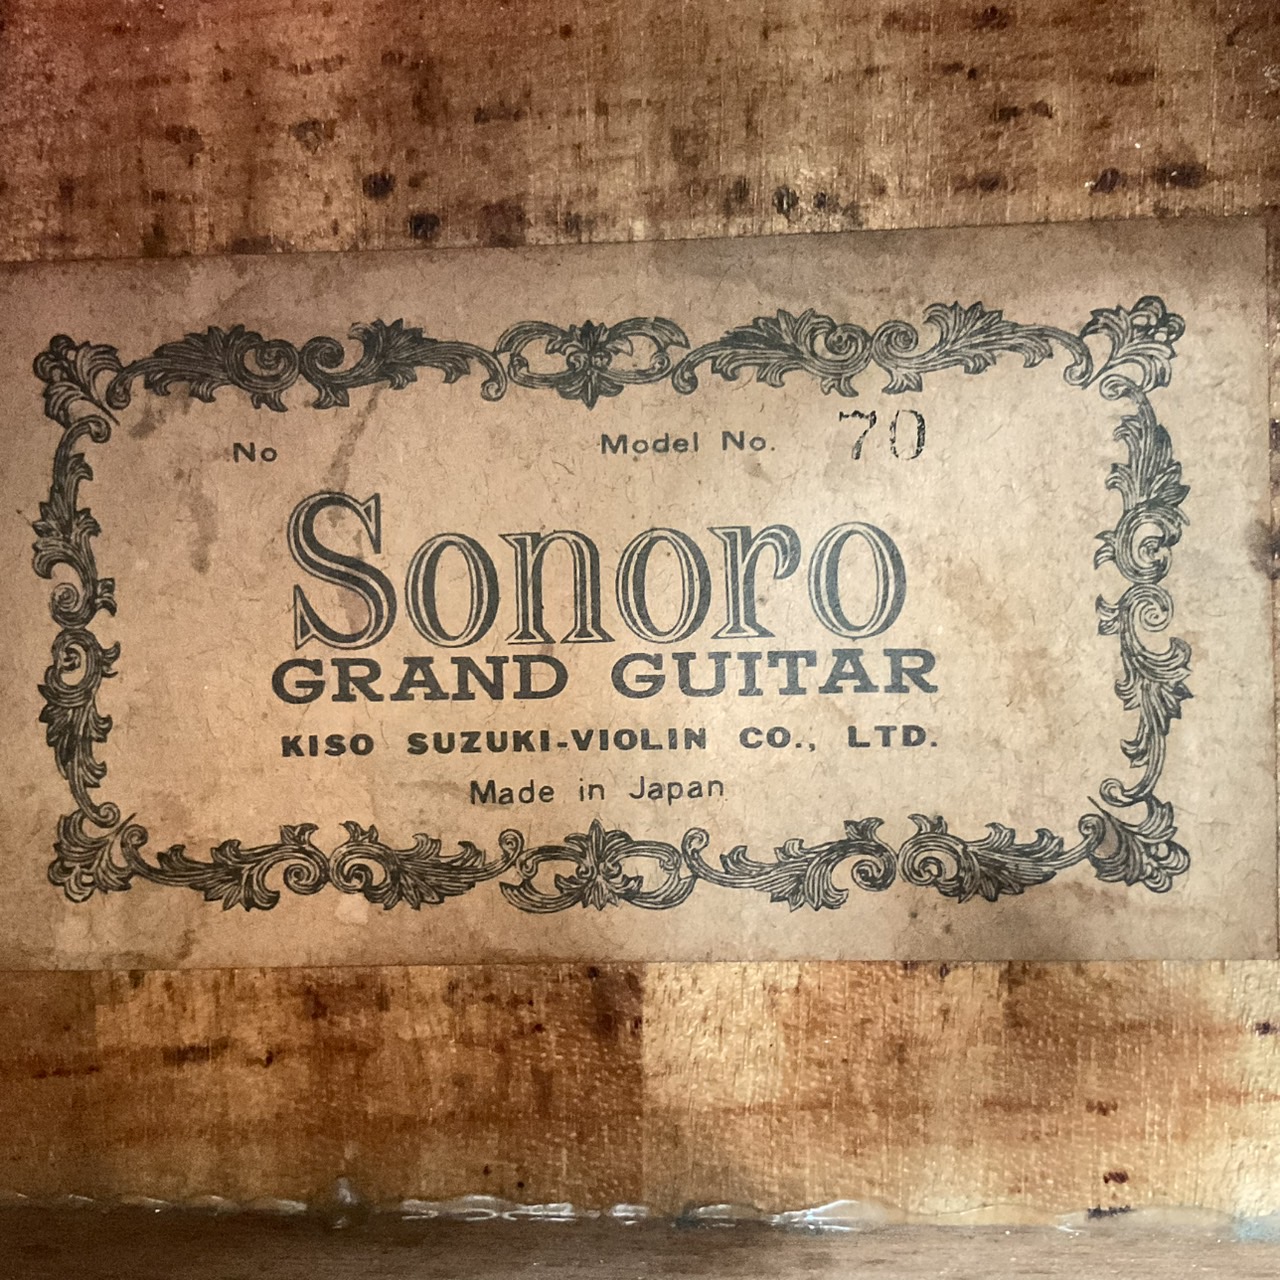 No Model No. 70
Sonoro
GRAND GUITAR
KISO SUZUKI-VIOLIN CO., LTD.
Made in Japan